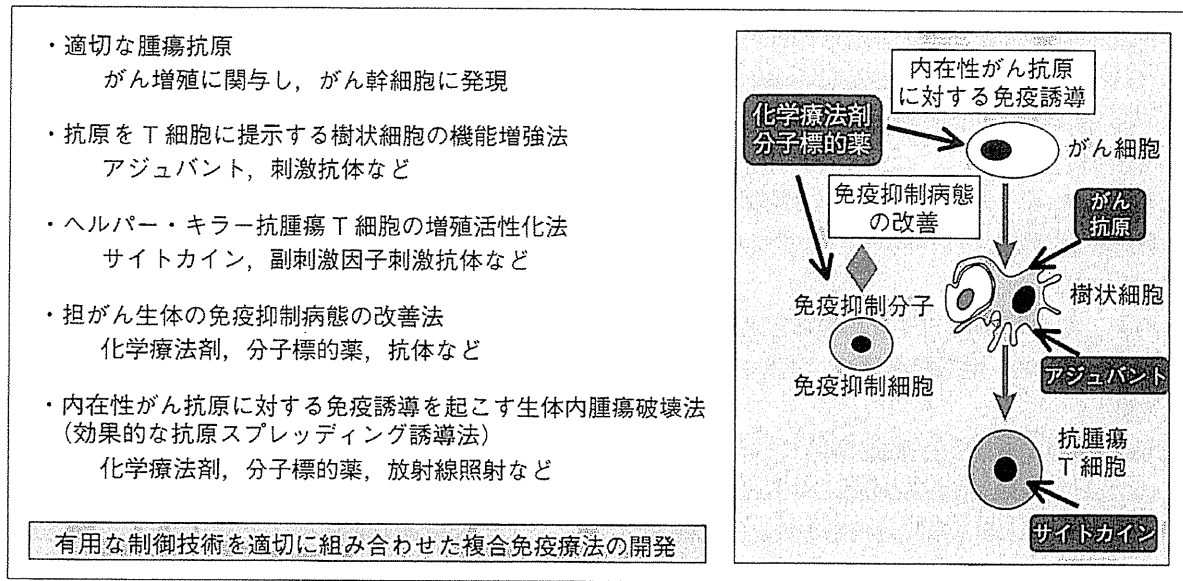 ・適切な腫瘍抗原
がん増殖に関与し，がん幹細胞に発現
・抗原をT細胞に提示する樹状細胞の機能増強法
アジュバント，刺激抗体など
・ヘルパー・キラー抗腫瘍T細胞の増殖活性化法
サイトカイン，副刺激因子刺激抗体など
・担がん生体の免疫抑制病態の改善法
化学療法剤，分子標的薬，抗体など
・内在性がん抗原に対する免疫誘導を起こす生体内腫瘍破壊法
（効果的な抗原スプレッディング誘導法）
化学療法剤，分子標的薬，放射線照射など
有用な制御技術を適切に組み合わせた複合免疫療法の開発
内在性がん抗原
に対する免疫誘導
化学療法剤
分子標的薬
がん細胞
免疫抑制病態
の改善
がん
抗原
免疫抑制分子
樹状細胞
免疫抑制細胞
アジュバント
抗腫瘍
T細胞
サイトカイン